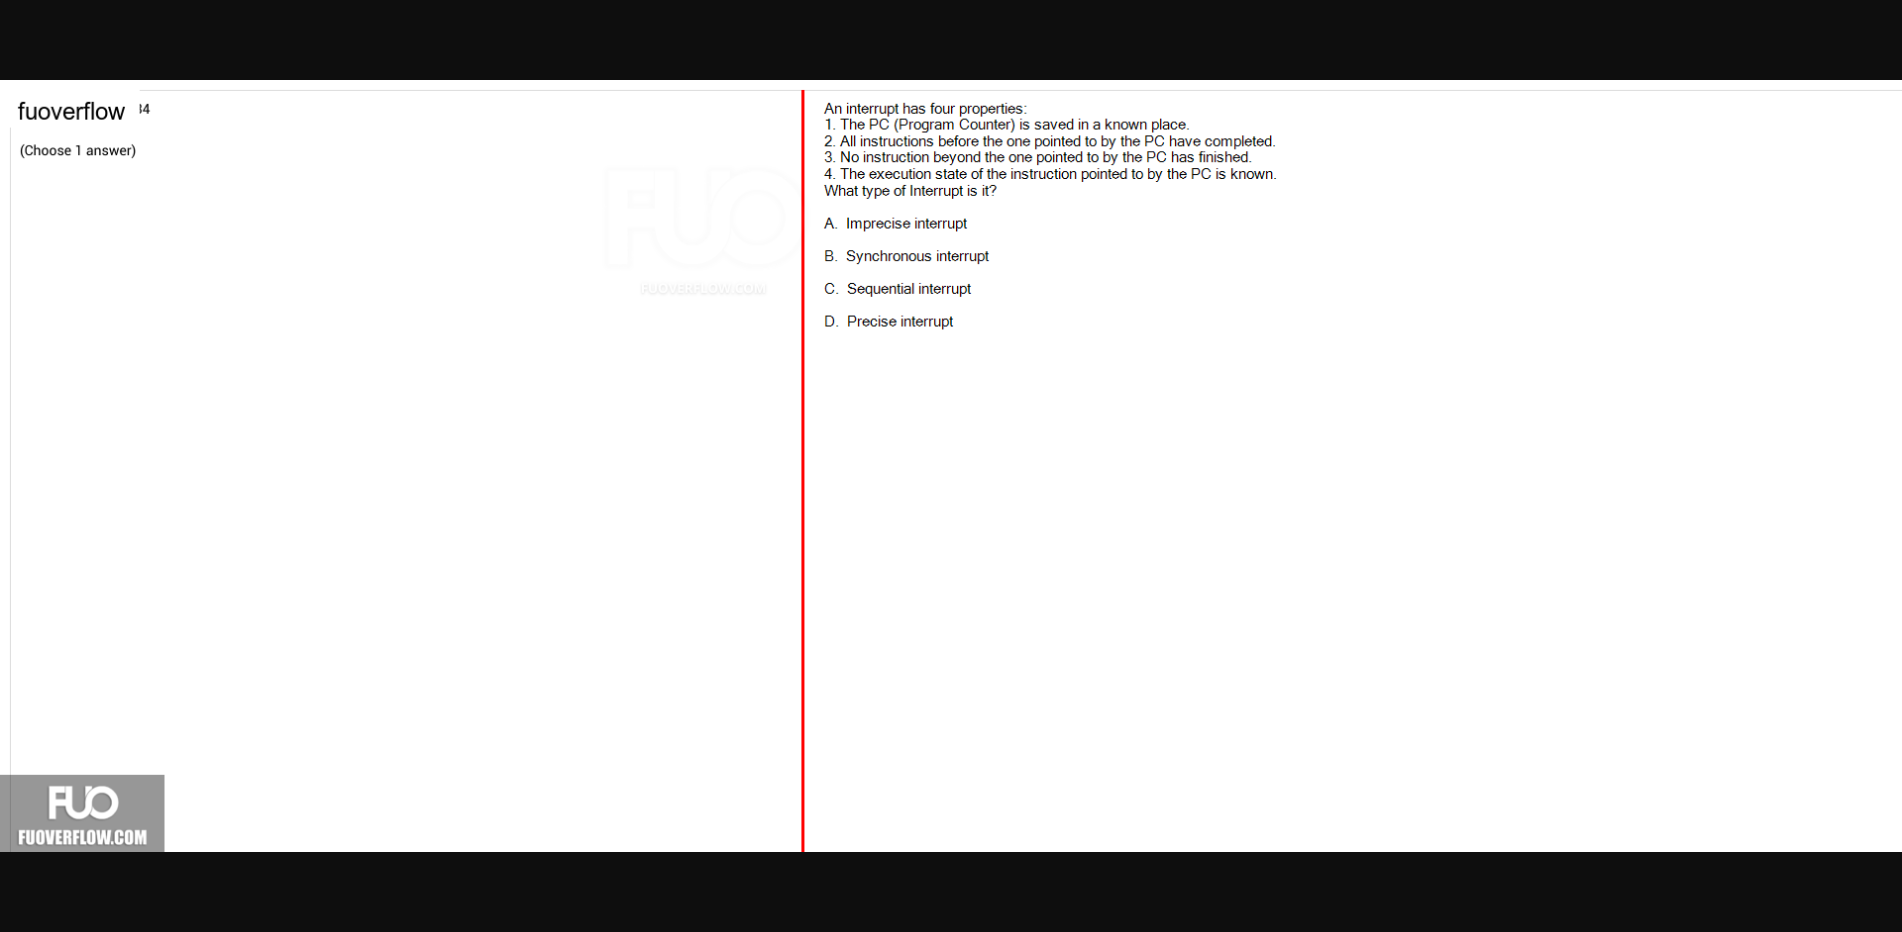 fuoverflow
34
(Choose 1 answer)
An interrupt has four properties:
1. The PC (Program Counter) is saved in a known place.
2. All instructions before the one pointed to by the PC have completed.
3. No instruction beyond the one pointed to by the PC has finished.
4. The execution state of the instruction pointed to by the PC is known.
What type of Interrupt is it?
A. Imprecise interrupt
B. Synchronous interrupt
C. Sequential interrupt
D. Precise interrupt
FUO
FUOVERFLOW.COM
FUO
FUOVERFLOW.COM